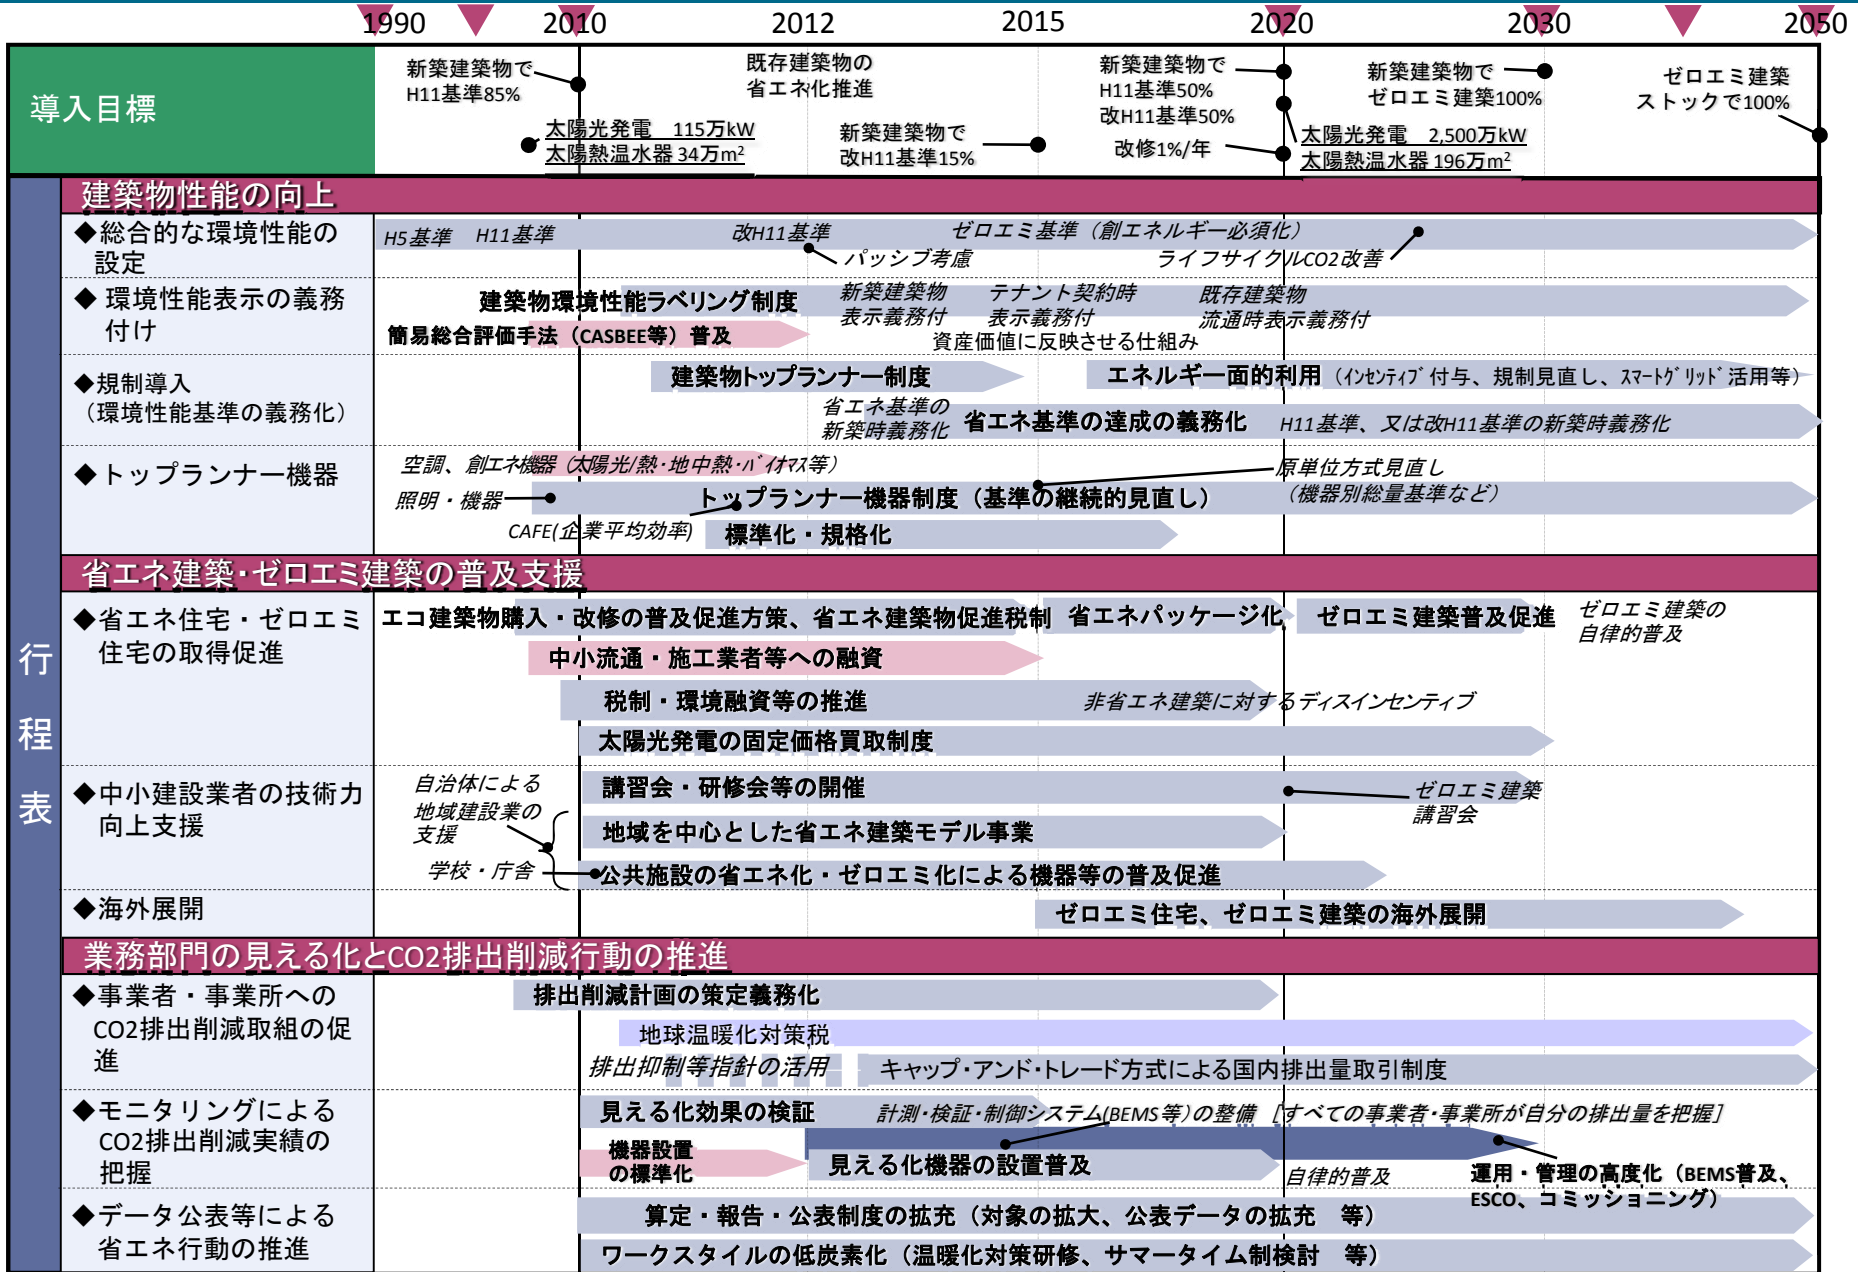 1990 2010 2012 2015 2020 2030 2050
導入目標
新築建築物で
H11基準85%
太陽光発電　115万kW
太陽熱温水器 34万m²
既存建築物の
省エネ化推進
新築建築物で
改H11基準15%
新築建築物で
H11基準50%
改H11基準50%
改修1%/年
太陽光発電　2,500万kW
太陽熱温水器 196万m²
新築建築物で
ゼロエミ建築100%
ゼロエミ建築
ストックで100%
行程表
建築物性能の向上
◆総合的な環境性能の
設定
H5基準
H11基準
改H11基準
ゼロエミ基準（創エネルギー必須化）
パッシブ考慮
ライフサイクルCO2改善
◆ 環境性能表示の義務
付け
建築物環境性能ラベリング制度
新築建築物
表示義務付
テナント契約時
表示義務付
既存建築物
流通時表示義務付
簡易総合評価手法（CASBEE等）普及
資産価値に反映させる仕組み
◆規制導入
（環境性能基準の義務化）
建築物トップランナー制度
エネルギー面的利用（ｲﾝｾﾝﾃｨﾌﾞ付与、規制見直し、ｽﾏｰﾄｸﾞﾘｯﾄﾞ活用等）
省エネ基準の
新築時義務化
省エネ基準の達成の義務化
H11基準、又は改H11基準の新築時義務化
◆トップランナー機器
空調、創エネ機器（太陽光/熱・地中熱・ﾊﾞｲｵﾏｽ等）
原単位方式見直し
（機器別総量基準など）
照明・機器
トップランナー機器制度（基準の継続的見直し）
CAFE(企業平均効率)
標準化・規格化
省エネ建築・ゼロエミ建築の普及支援
◆省エネ住宅・ゼロエミ
住宅の取得促進
エコ建築物購入・改修の普及促進方策、省エネ建築物促進税制
省エネパッケージ化
ゼロエミ建築普及促進
ゼロエミ建築の
自律的普及
中小流通・施工業者等への融資
税制・環境融資等の推進
非省エネ建築に対するディスインセンティブ
太陽光発電の固定価格買取制度
◆中小建設業者の技術力
向上支援
自治体による
地域建設業の
支援
学校・庁舎
講習会・研修会等の開催
ゼロエミ建築
講習会
地域を中心とした省エネ建築モデル事業
公共施設の省エネ化・ゼロエミ化による機器等の普及促進
◆海外展開
ゼロエミ住宅、ゼロエミ建築の海外展開
業務部門の見える化とCO2排出削減行動の推進
◆事業者・事業所への
CO2排出削減取組の促
進
排出削減計画の策定義務化
地球温暖化対策税
排出抑制等指針の活用
キャップ・アンド・トレード方式による国内排出量取引制度
◆モニタリングによる
CO2排出削減実績の
把握
見える化効果の検証
計測・検証・制御システム(BEMS等)の整備　[すべての事業者・事業所が自分の排出量を把握]
機器設置
の標準化
見える化機器の設置普及
自律的普及
運用・管理の高度化（BEMS普及、
ESCO、コミッショニング）
◆データ公表等による
省エネ行動の推進
算定・報告・公表制度の拡充（対象の拡大、公表データの拡充　等）
ワークスタイルの低炭素化（温暖化対策研修、サマータイム制検討　等）